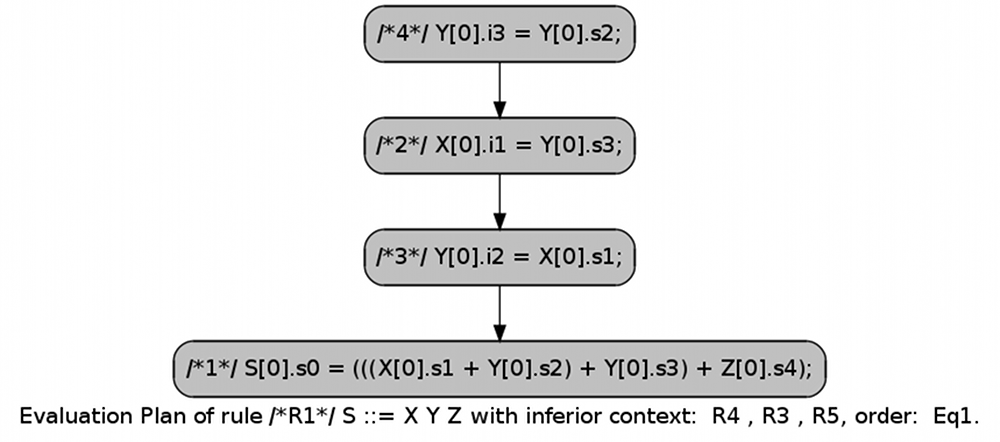 /*4*/ Y[0].i3 = Y[0].s2;
/*2*/ X[0].i1 = Y[0].s3;
/*3*/ Y[0].i2 = X[0].s1;
/*1*/ S[0].s0 = (((X[0].s1 + Y[0].s2) + Y[0].s3) + Z[0].s4);
Evaluation Plan of rule /*R1*/ S ::= X Y Z with inferior context:  R4 , R3 , R5, order:  Eq1.